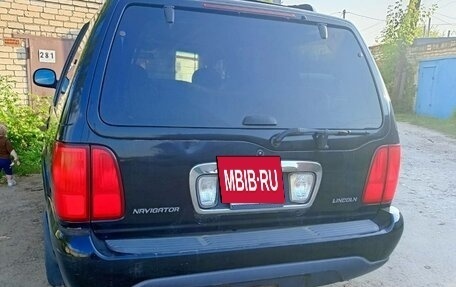 281
MBIB.RU
NAVIGATOR
LINCOLN